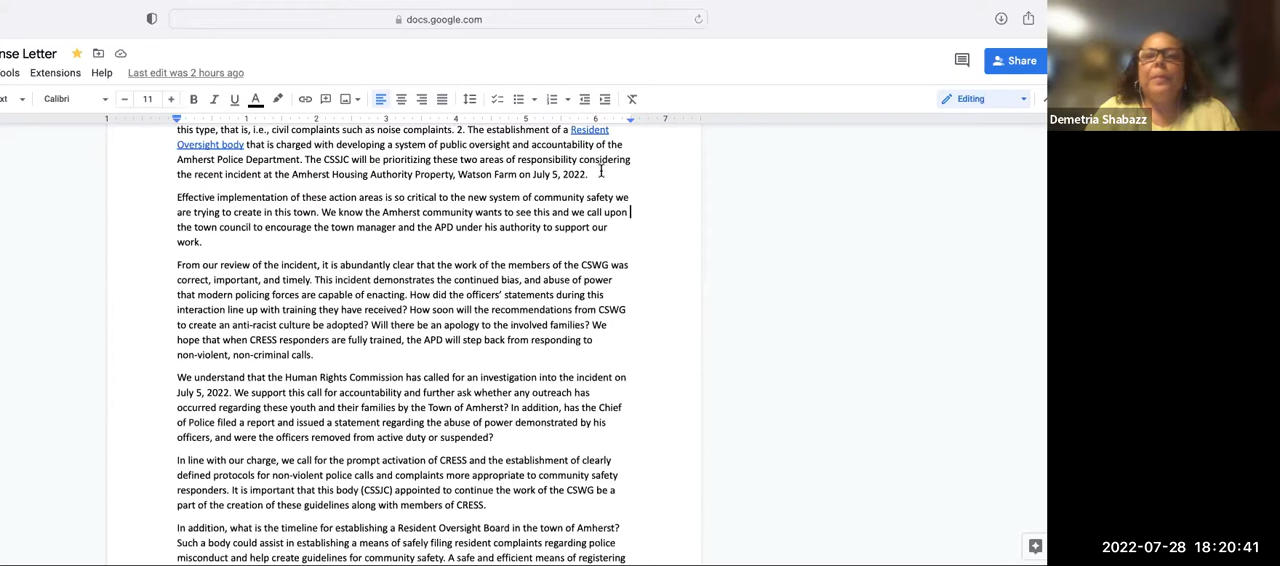 docs.google.com
nse Letter
ools Extensions Help Last edit was 2 hours ago
Share
xt Calibri 11 B I U A Editing
1 1 2 3 4 5 6 7
Demetria Shabazz
this type, that is, i.e., civil complaints such as noise complaints. 2. The establishment of a Resident
Oversight body that is charged with developing a system of public oversight and accountability of the
Amherst Police Department. The CSSJC will be prioritizing these two areas of responsibility considering
the recent incident at the Amherst Housing Authority Property, Watson Farm on July 5, 2022.
Effective implementation of these action areas is so critical to the new system of community safety we
are trying to create in this town. We know the Amherst community wants to see this and we call upon
the town council to encourage the town manager and the APD under his authority to support our
work.
From our review of the incident, it is abundantly clear that the work of the members of the CSWG was
correct, important, and timely. This incident demonstrates the continued bias, and abuse of power
that modern policing forces are capable of enacting. How did the officers' statements during this
interaction line up with training they have received? How soon will the recommendations from CSWG
to create an anti-racist culture be adopted? Will there be an apology to the involved families? We
hope that when CRESS responders are fully trained, the APD will step back from responding to
non-violent, non-criminal calls.
We understand that the Human Rights Commission has called for an investigation into the incident on
July 5, 2022. We support this call for accountability and further ask whether any outreach has
occurred regarding these youth and their families by the Town of Amherst? In addition, has the Chief
of Police filed a report and issued a statement regarding the abuse of power demonstrated by his
officers, and were the officers removed from active duty or suspended?
In line with our charge, we call for the prompt activation of CRESS and the establishment of clearly
defined protocols for non-violent police calls and complaints more appropriate to community safety
responders. It is important that this body (CSSJC) appointed to continue the work of the CSWG be a
part of the creation of these guidelines along with members of CRESS.
In addition, what is the timeline for establishing a Resident Oversight Board in the town of Amherst?
Such a body could assist in establishing a means of safely filing resident complaints regarding police
misconduct and help create guidelines for community safety. A safe and efficient means of registering
2022-07-28 18:20:41